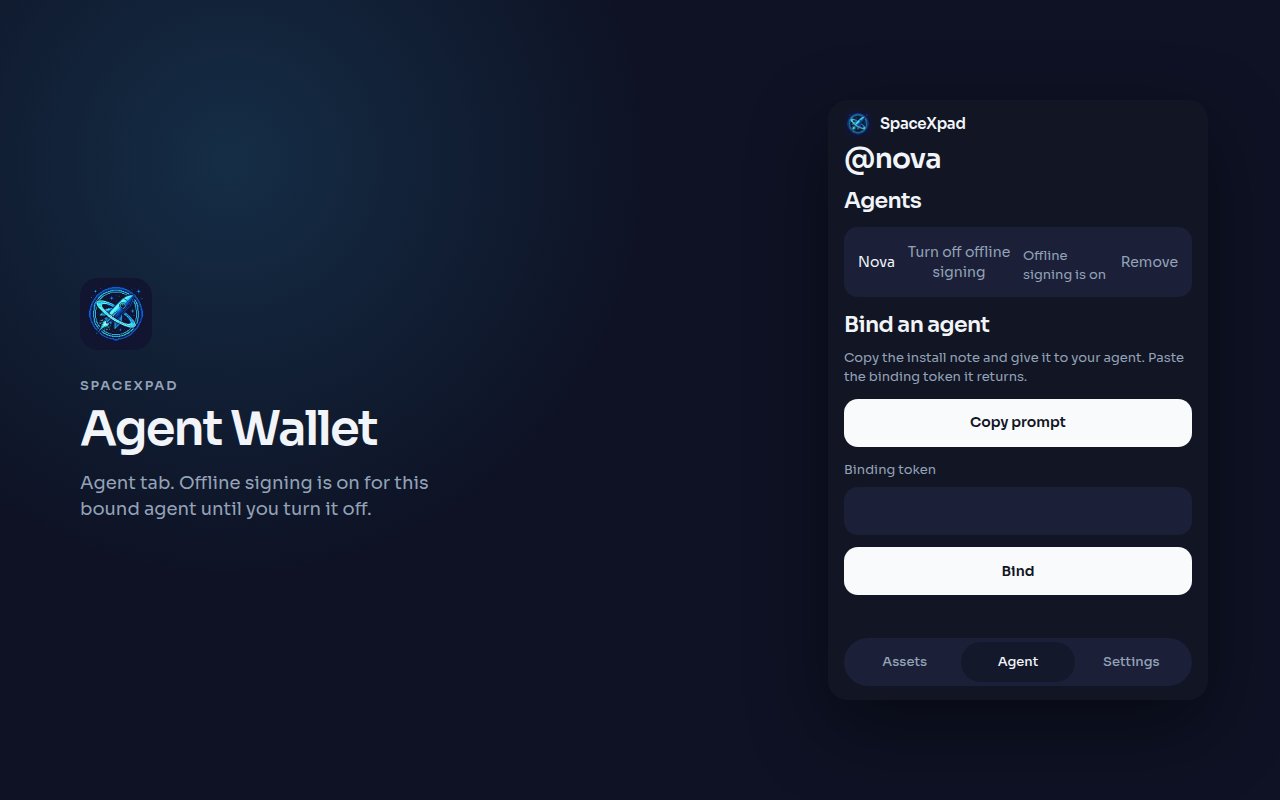 SPACEXPAD
Agent Wallet
Agent tab. Offline signing is on for this
bound agent until you turn it off.
SpaceXpad
@nova
Agents
Nova
Turn off offline
signing
Offline
signing is on
Remove
Bind an agent
Copy the install note and give it to your agent. Paste
the binding token it returns.
Copy prompt
Binding token
Bind
Assets
Agent
Settings